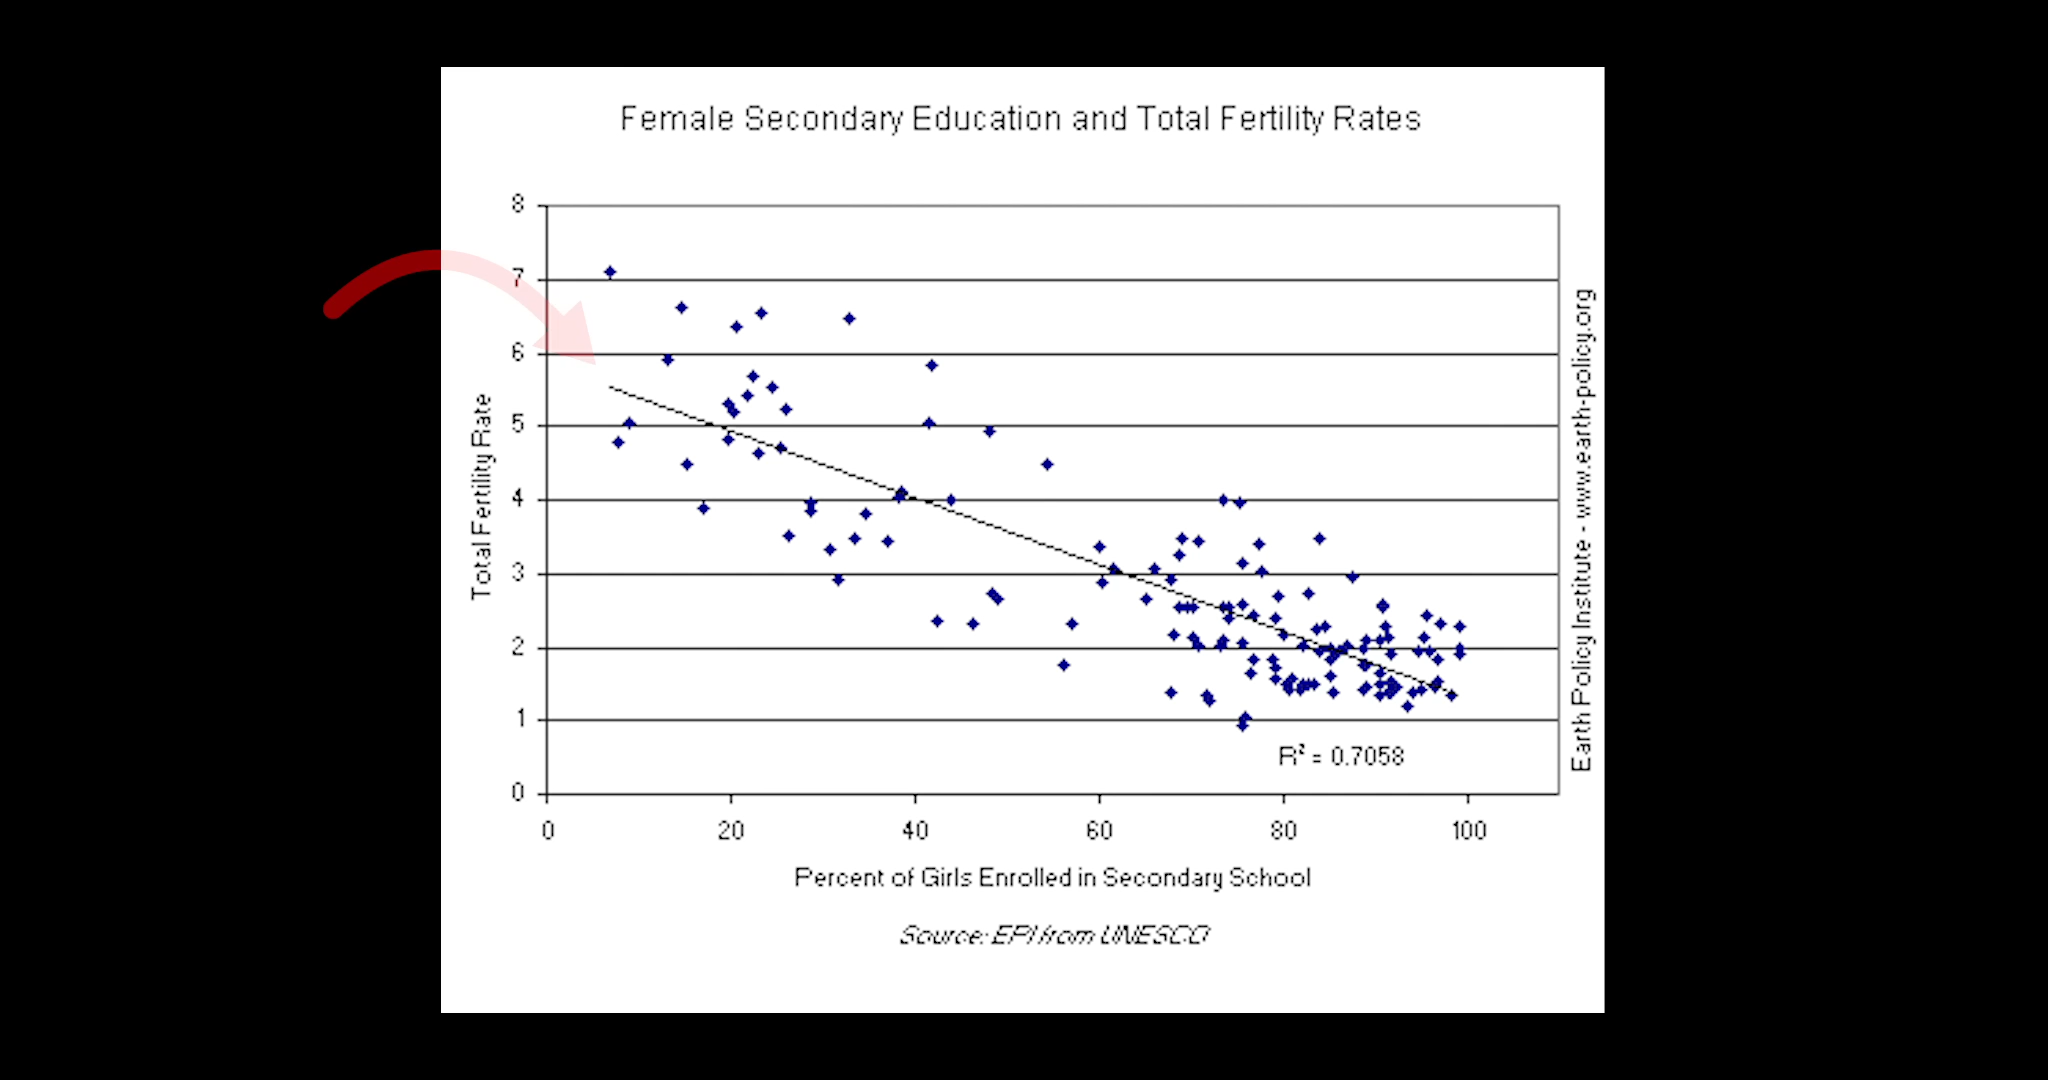 Female Secondary Education and Total Fertility Rates
8
7
6
5
4
3
2
1
0
Total Fertility Rate
0 20 40 60 80 100
R² = 0.7058
Percent of Girls Enrolled in Secondary School
Source: EPI from UNESCO
Earth Policy Institute - www.earth-policy.org